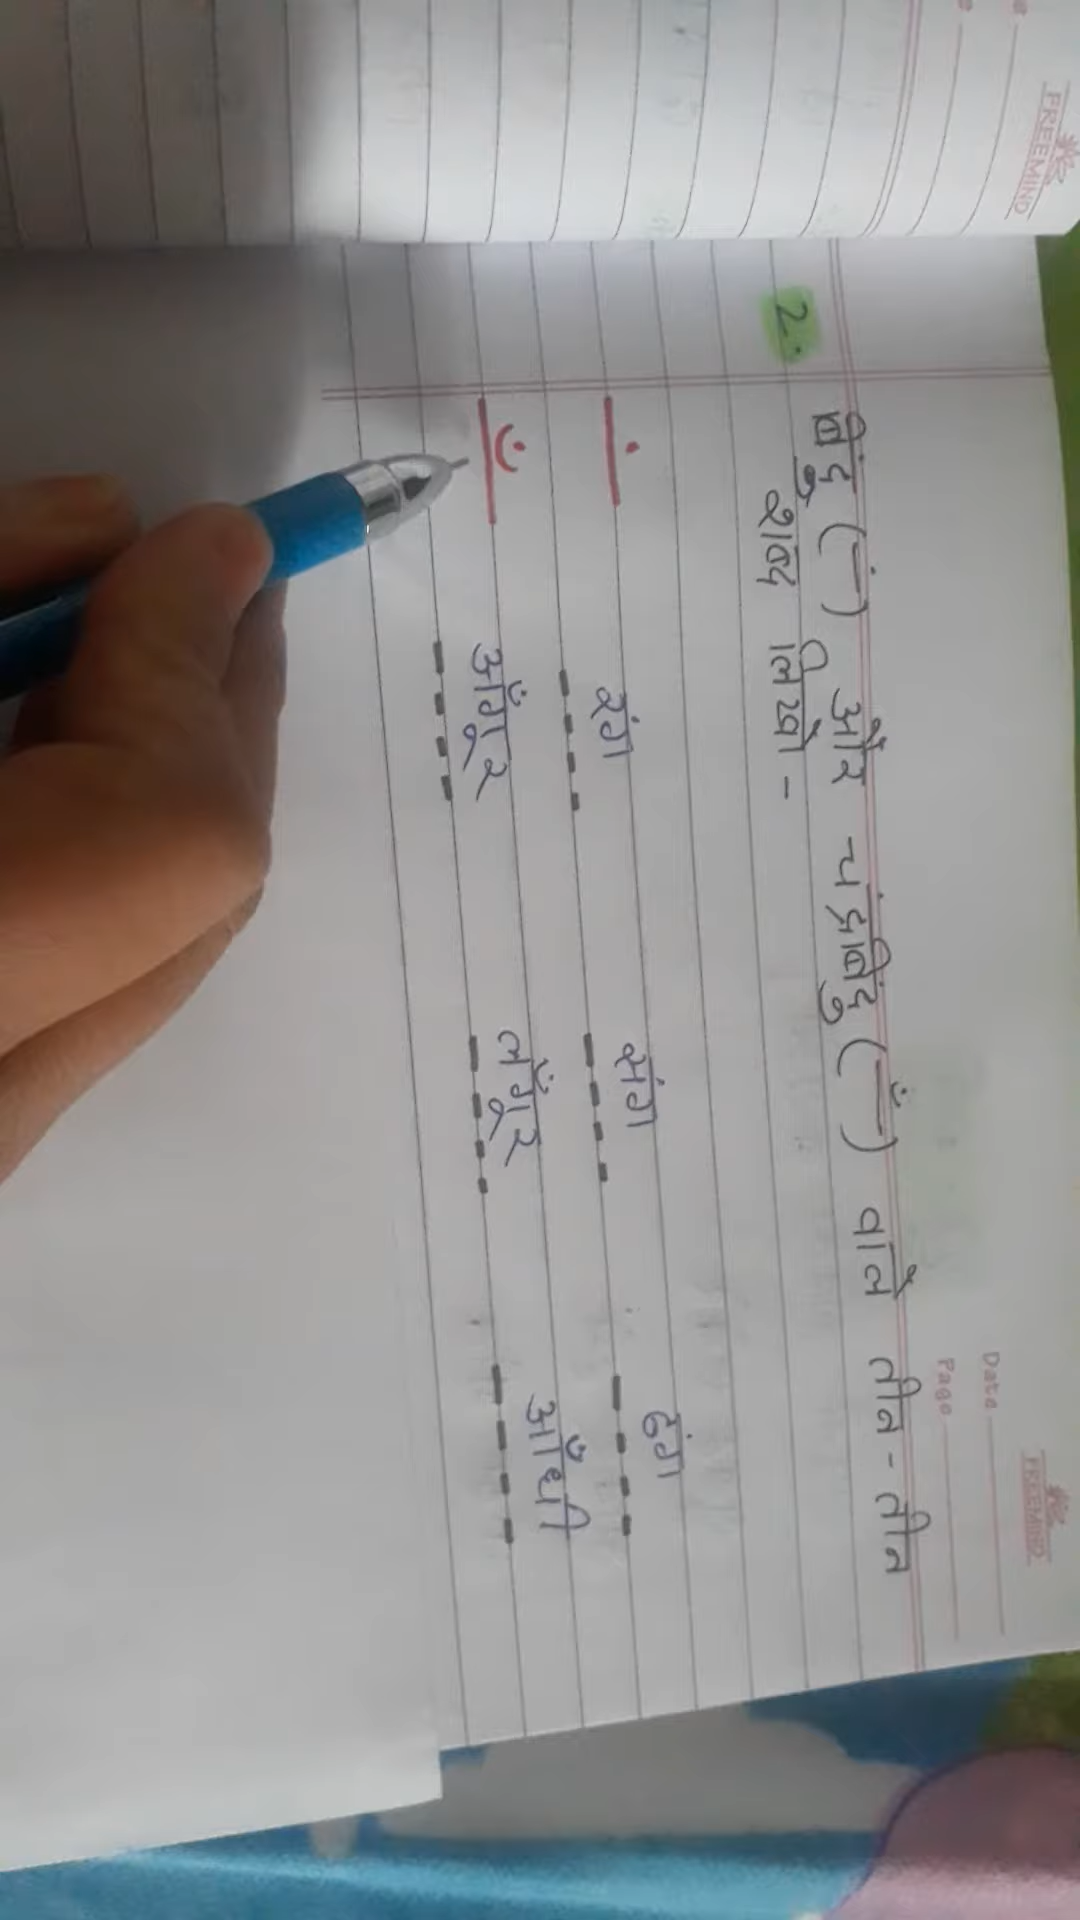 FREEMIND
Date
Page
FREEMIND
2. बिंदु (ं) और चंद्रबिंदु (ँ) वाले तीन - तीन
शब्द लिखो -
ं रंग संग ढंग
ँ अँगूर लँगूर आँधी